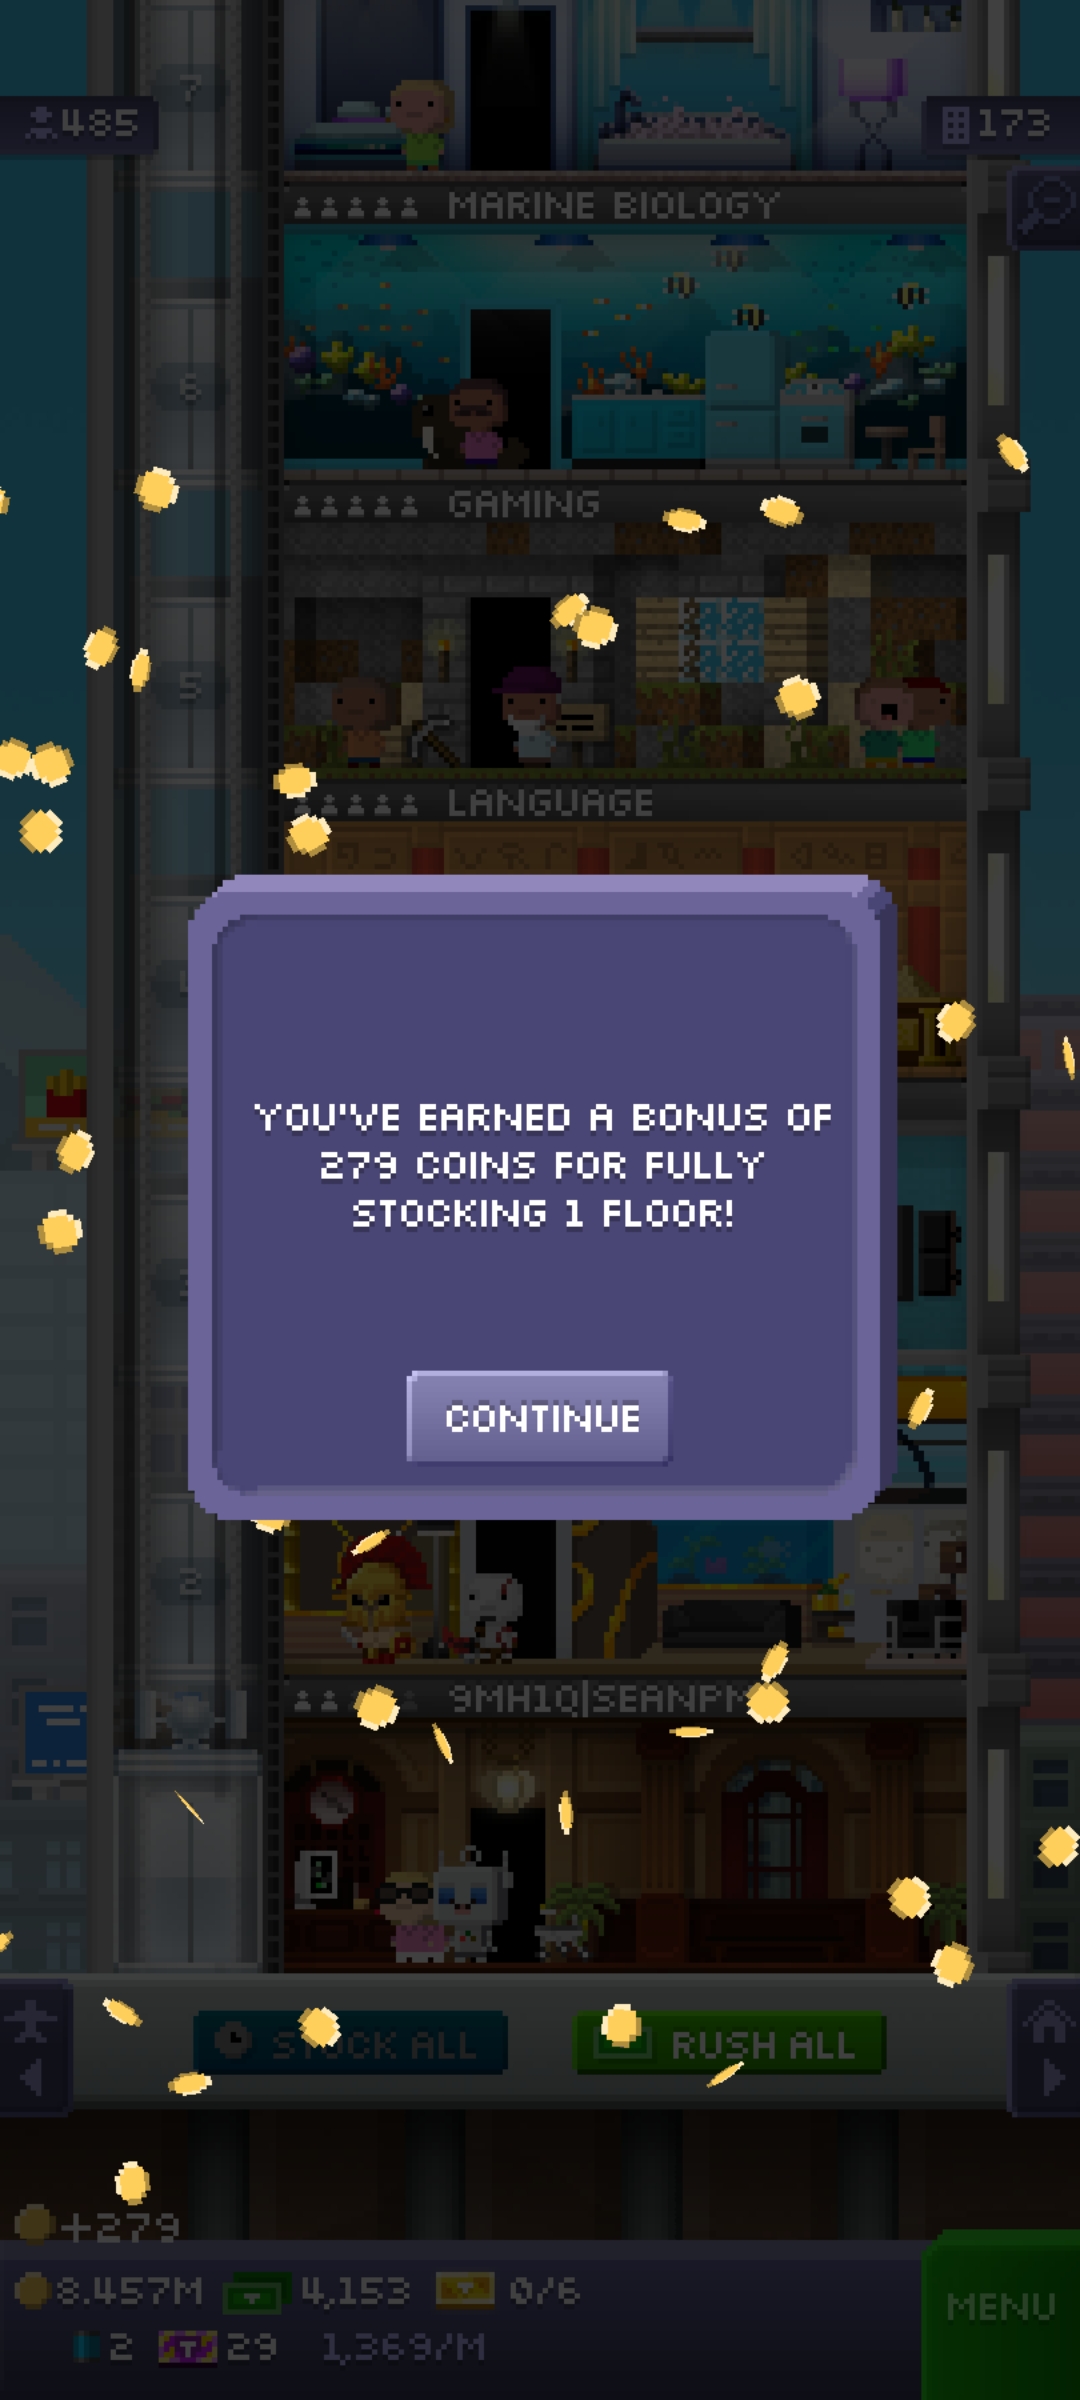 7
485
173
MARINE BIOLOGY
6
GAMING
5
LANGUAGE
YOU'VE EARNED A BONUS OF
279 COINS FOR FULLY
STOCKING 1 FLOOR!
CONTINUE
2
STOCK ALL
RUSH ALL
+279
8.457M 4,153 0/6
2 29 1,369/M
MENU